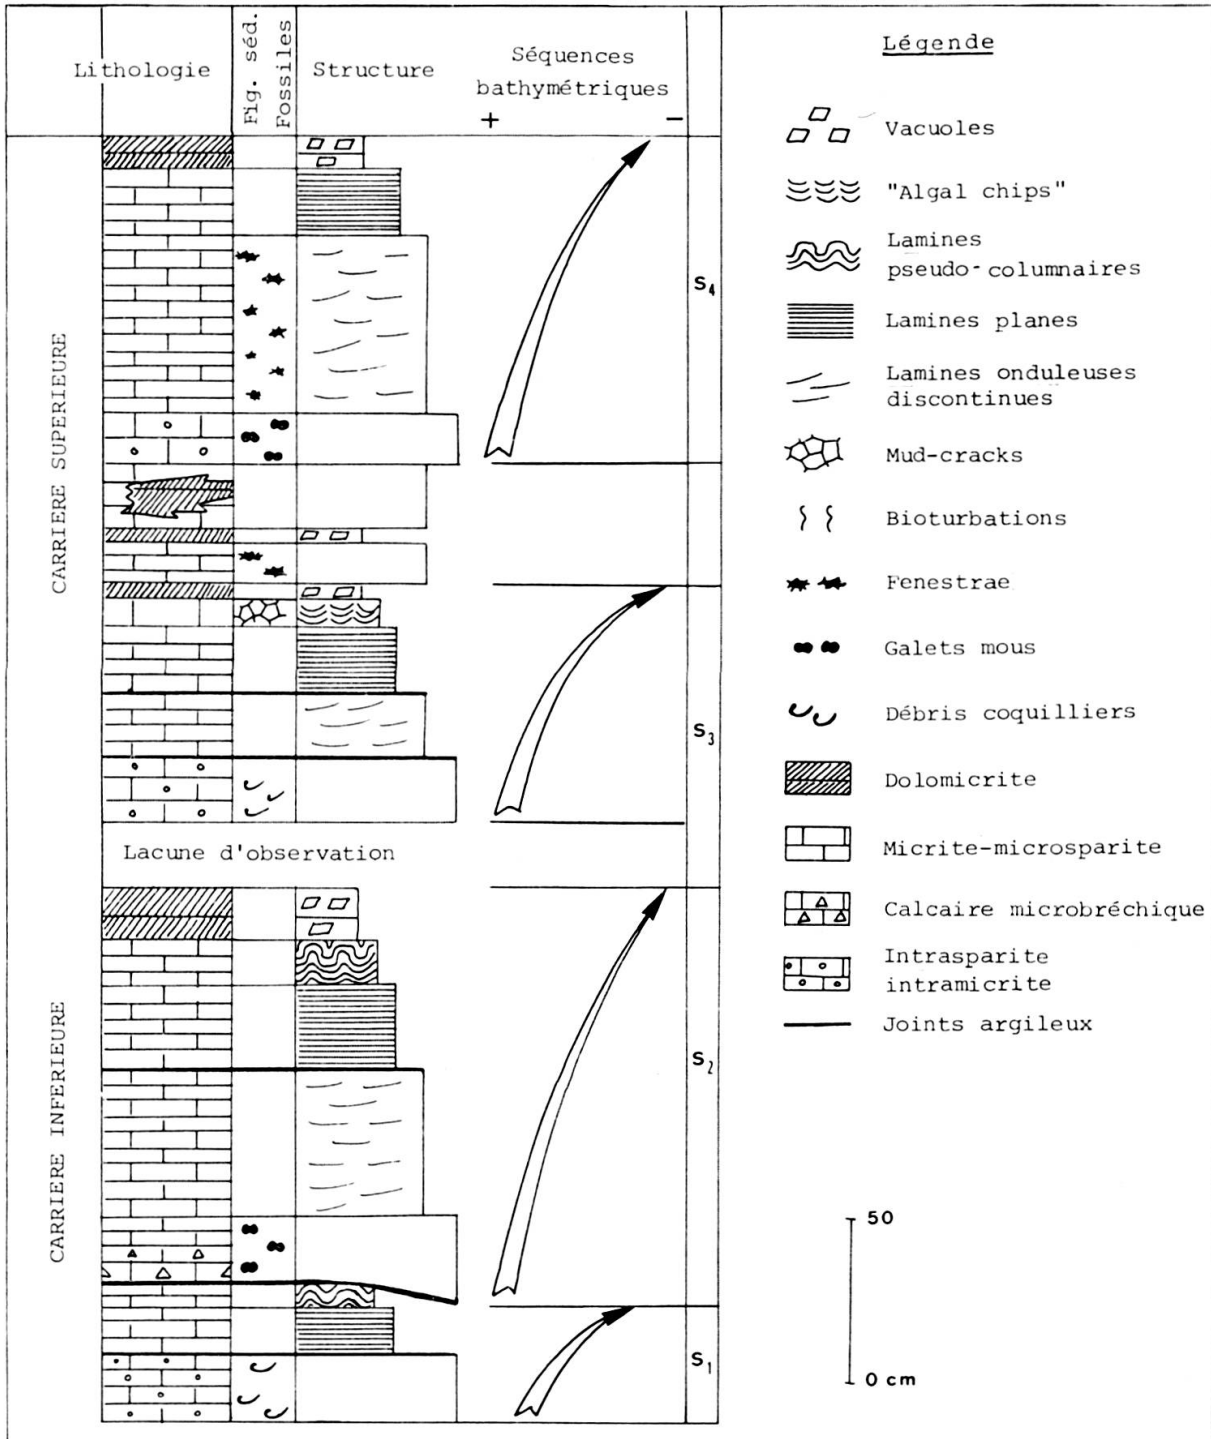 Lithologie
Fig. séd.
Fossiles
Structure
Séquences
bathymétriques
+ −
CARRIERE SUPERIEURE
S4
S3
Lacune d'observation
CARRIERE INFERIEURE
S2
S1
Légende
Vacuoles
"Algal chips"
Lamines
pseudo-columnaires
Lamines planes
Lamines onduleuses
discontinues
Mud-cracks
Bioturbations
Fenestrae
Galets mous
Débris coquilliers
Dolomicrite
Micrite-microsparite
Calcaire microbréchique
Intrasparite
intramicrite
Joints argileux
50
0 cm